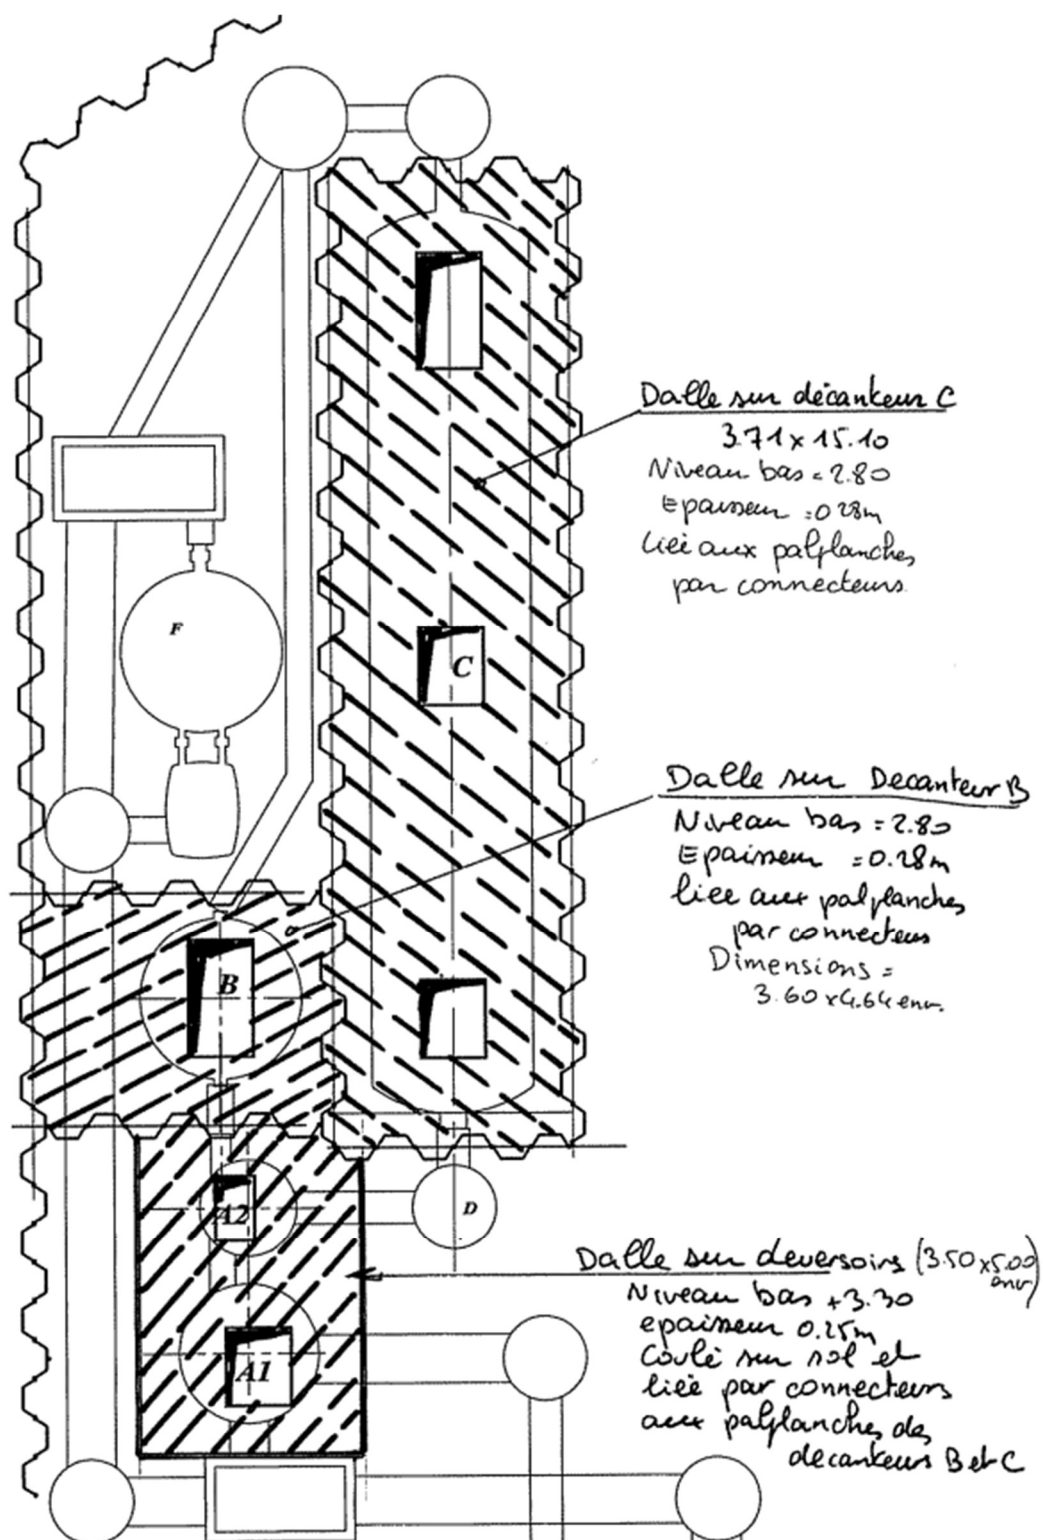 Dalle sur décanteur C
3.71 x 15.10
Niveau bas = 2.80
Epaisseur = 0.28m
liée aux palplanches
par connecteurs.
F
C
Dalle sur Decanteur B
Niveau bas = 2.80
Epaisseur = 0.28m
liée aux palplanches
par connecteurs
Dimensions =
3.60 x 4.64 env.
B
A2
D
Dalle sur deversoirs (3.50 x 5.00 env.)
Niveau bas +3.30
epaisseur 0.25m
Coulé sur sol et
liée par connecteurs
aux palplanches des
decanteurs B et C
A1